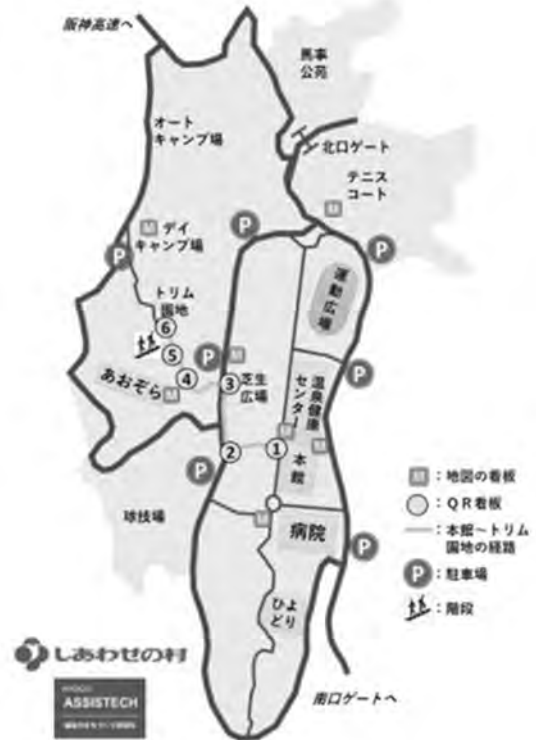 阪神高速へ
馬事
公苑
オート
キャンプ場
北口ゲート
テニス
コート
M
M デイ
キャンプ場
P
P
P
運動広場
トリム
園地
6
5
4
P
M
3
芝生
広場
あおぞら
M
温泉健康
センター
P
M
M
2
1
本館
P
球技場
M
病院
P
ひよ
どり
M:地図の看板
:QR看板
:本館~トリム
園地の経路
P:駐車場
:階段
しあわせの村
HYOGO
ASSISTECH
南口ゲートへ